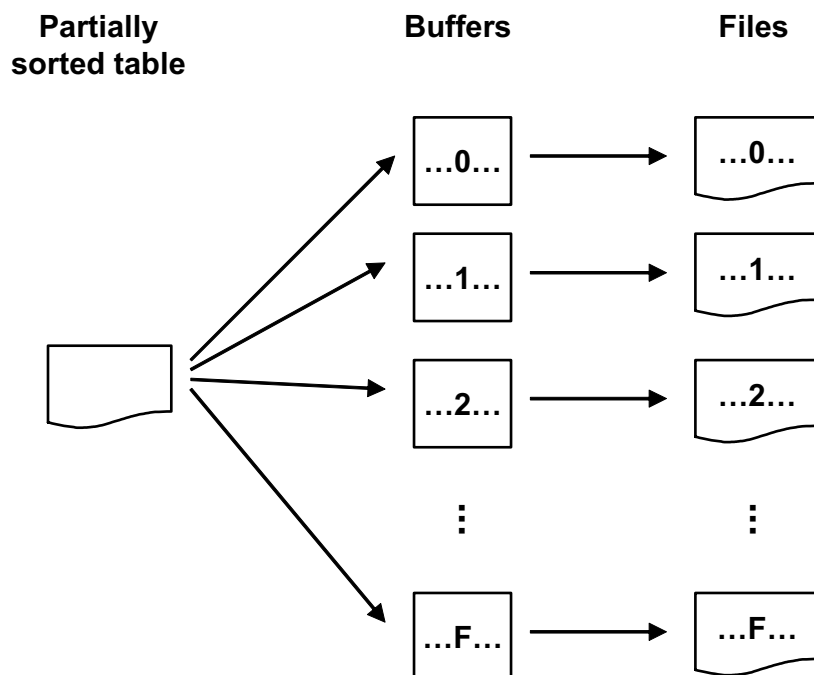 Partially
sorted table
Buffers
Files
…0…
…0…
…1…
…1…
…2…
…2…
⋮
⋮
…F…
…F…